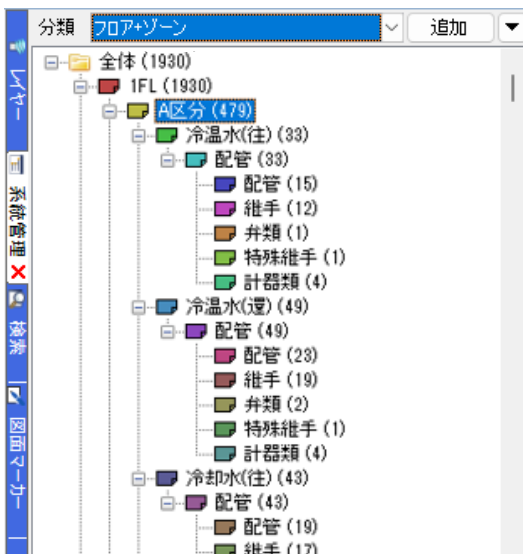 分類 フロア+ゾーン 追加
全体 (1930)
1FL (1930)
A区分 (479)
冷温水(往) (33)
配管 (33)
配管 (15)
継手 (12)
弁類 (1)
特殊継手 (1)
計器類 (4)
冷温水(還) (49)
配管 (49)
配管 (23)
継手 (19)
弁類 (2)
特殊継手 (1)
計器類 (4)
冷却水(往) (43)
配管 (43)
配管 (19)
継手 (17)
レイヤー
系統管理
検索
図面マーカー